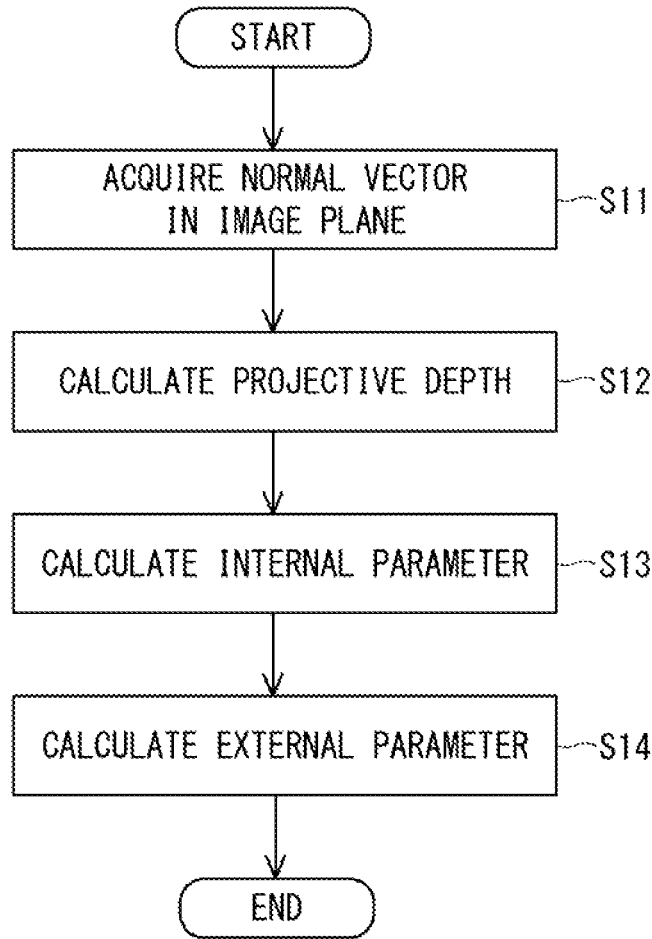 START
ACQUIRE NORMAL VECTOR
IN IMAGE PLANE
S11
CALCULATE PROJECTIVE DEPTH
S12
CALCULATE INTERNAL PARAMETER
S13
CALCULATE EXTERNAL PARAMETER
S14
END